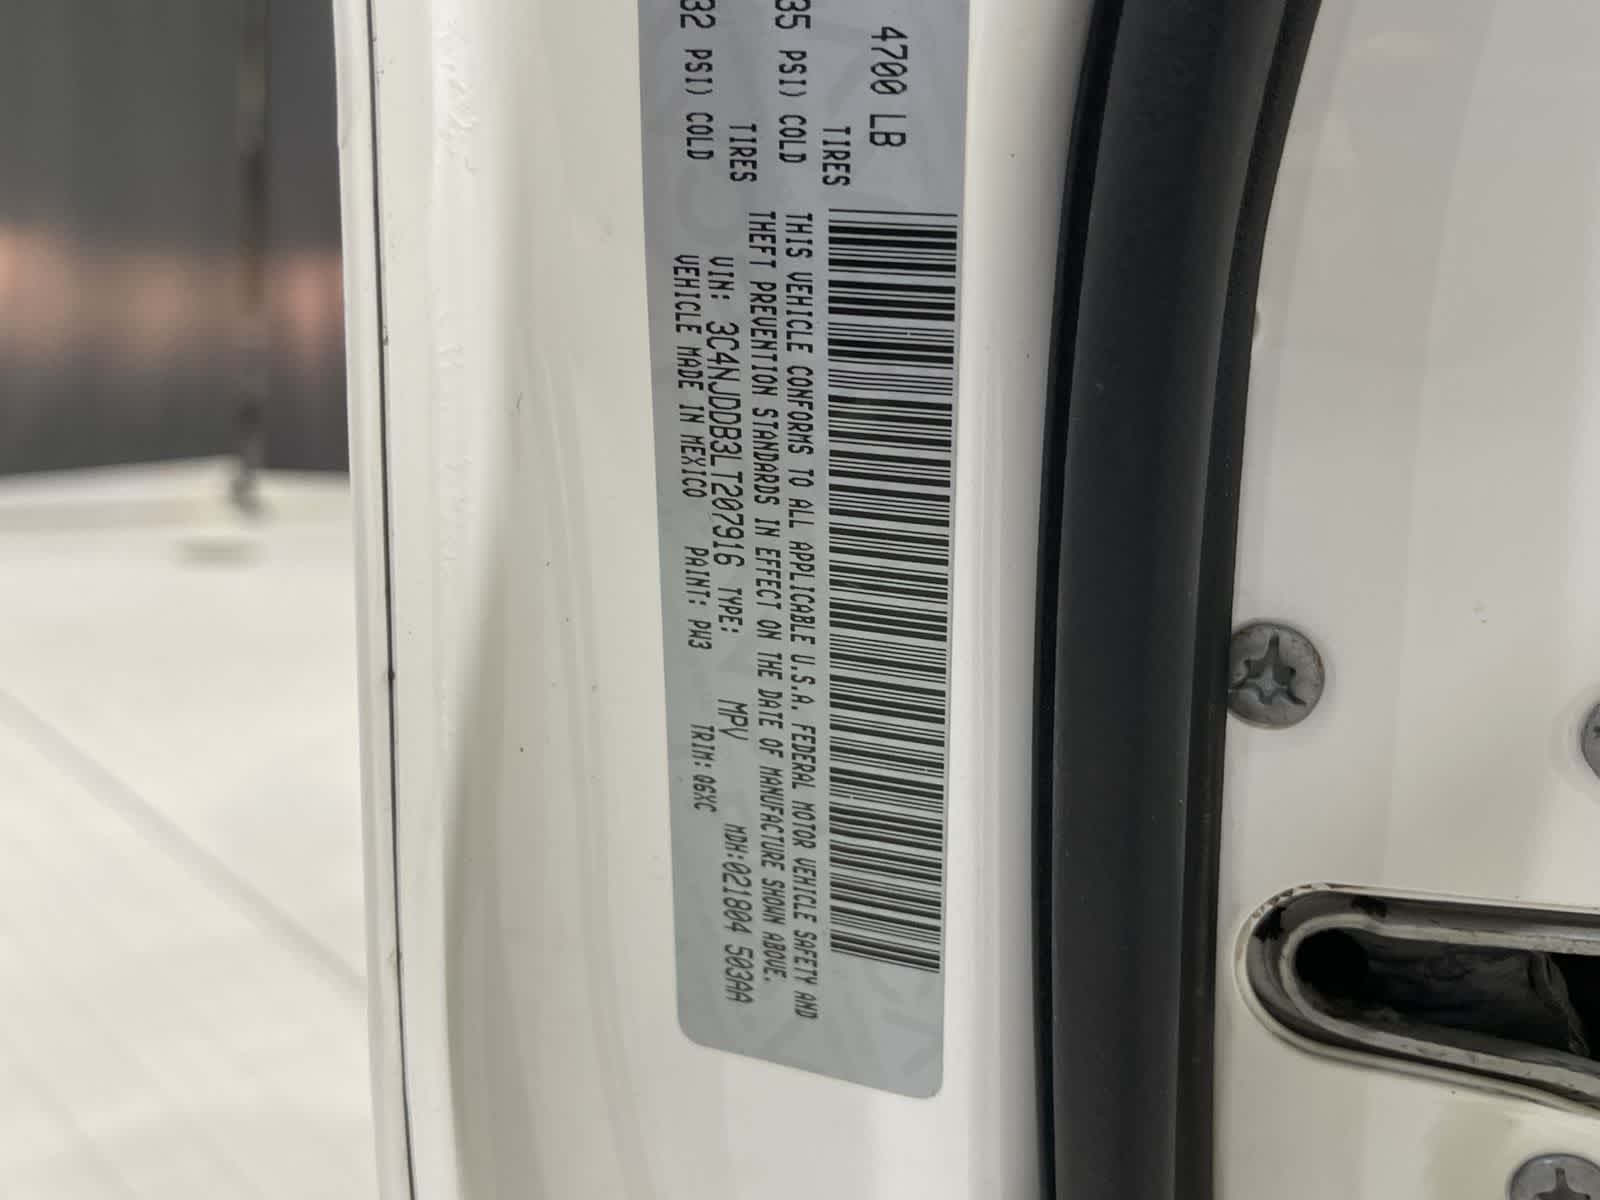 4700 LB
TIRES
35 PSI) COLD
TIRES
32 PSI) COLD
THIS VEHICLE CONFORMS TO ALL APPLICABLE U.S.A. FEDERAL MOTOR VEHICLE SAFETY AND
THEFT PREVENTION STANDARDS IN EFFECT ON THE DATE OF MANUFACTURE SHOWN ABOVE.
VIN: 3C4NJDDB3LT207916 TYPE: MPV MDH:021804 503AA
VEHICLE MADE IN MEXICO PAINT: PW3 TRIM: Q6XC